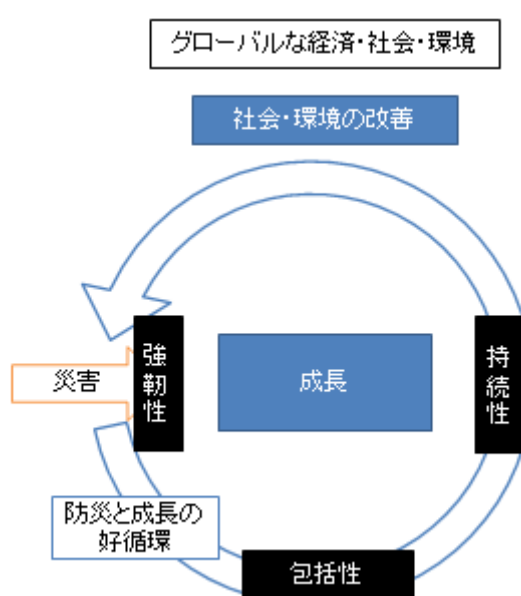 グローバルな経済・社会・環境
社会・環境の改善
強靭性
災害
成長
持続性
防災と成長の
好循環
包括性